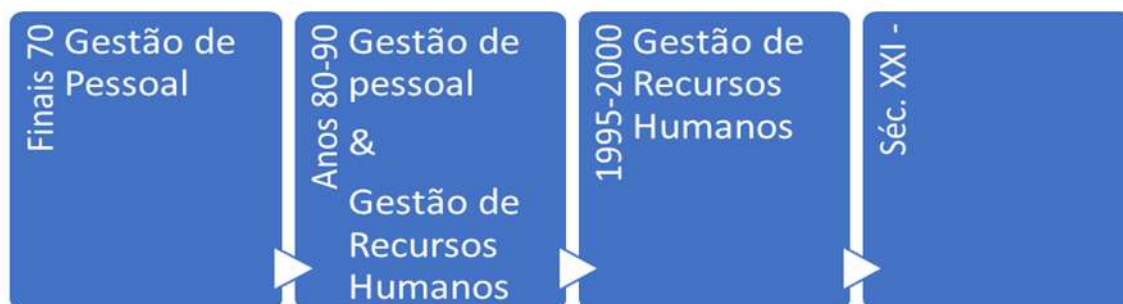 Finais 70
Gestão de
Pessoal
Anos 80-90
Gestão de
pessoal
&
Gestão de
Recursos
Humanos
1995-2000
Gestão de
Recursos
Humanos
Séc. XXI -